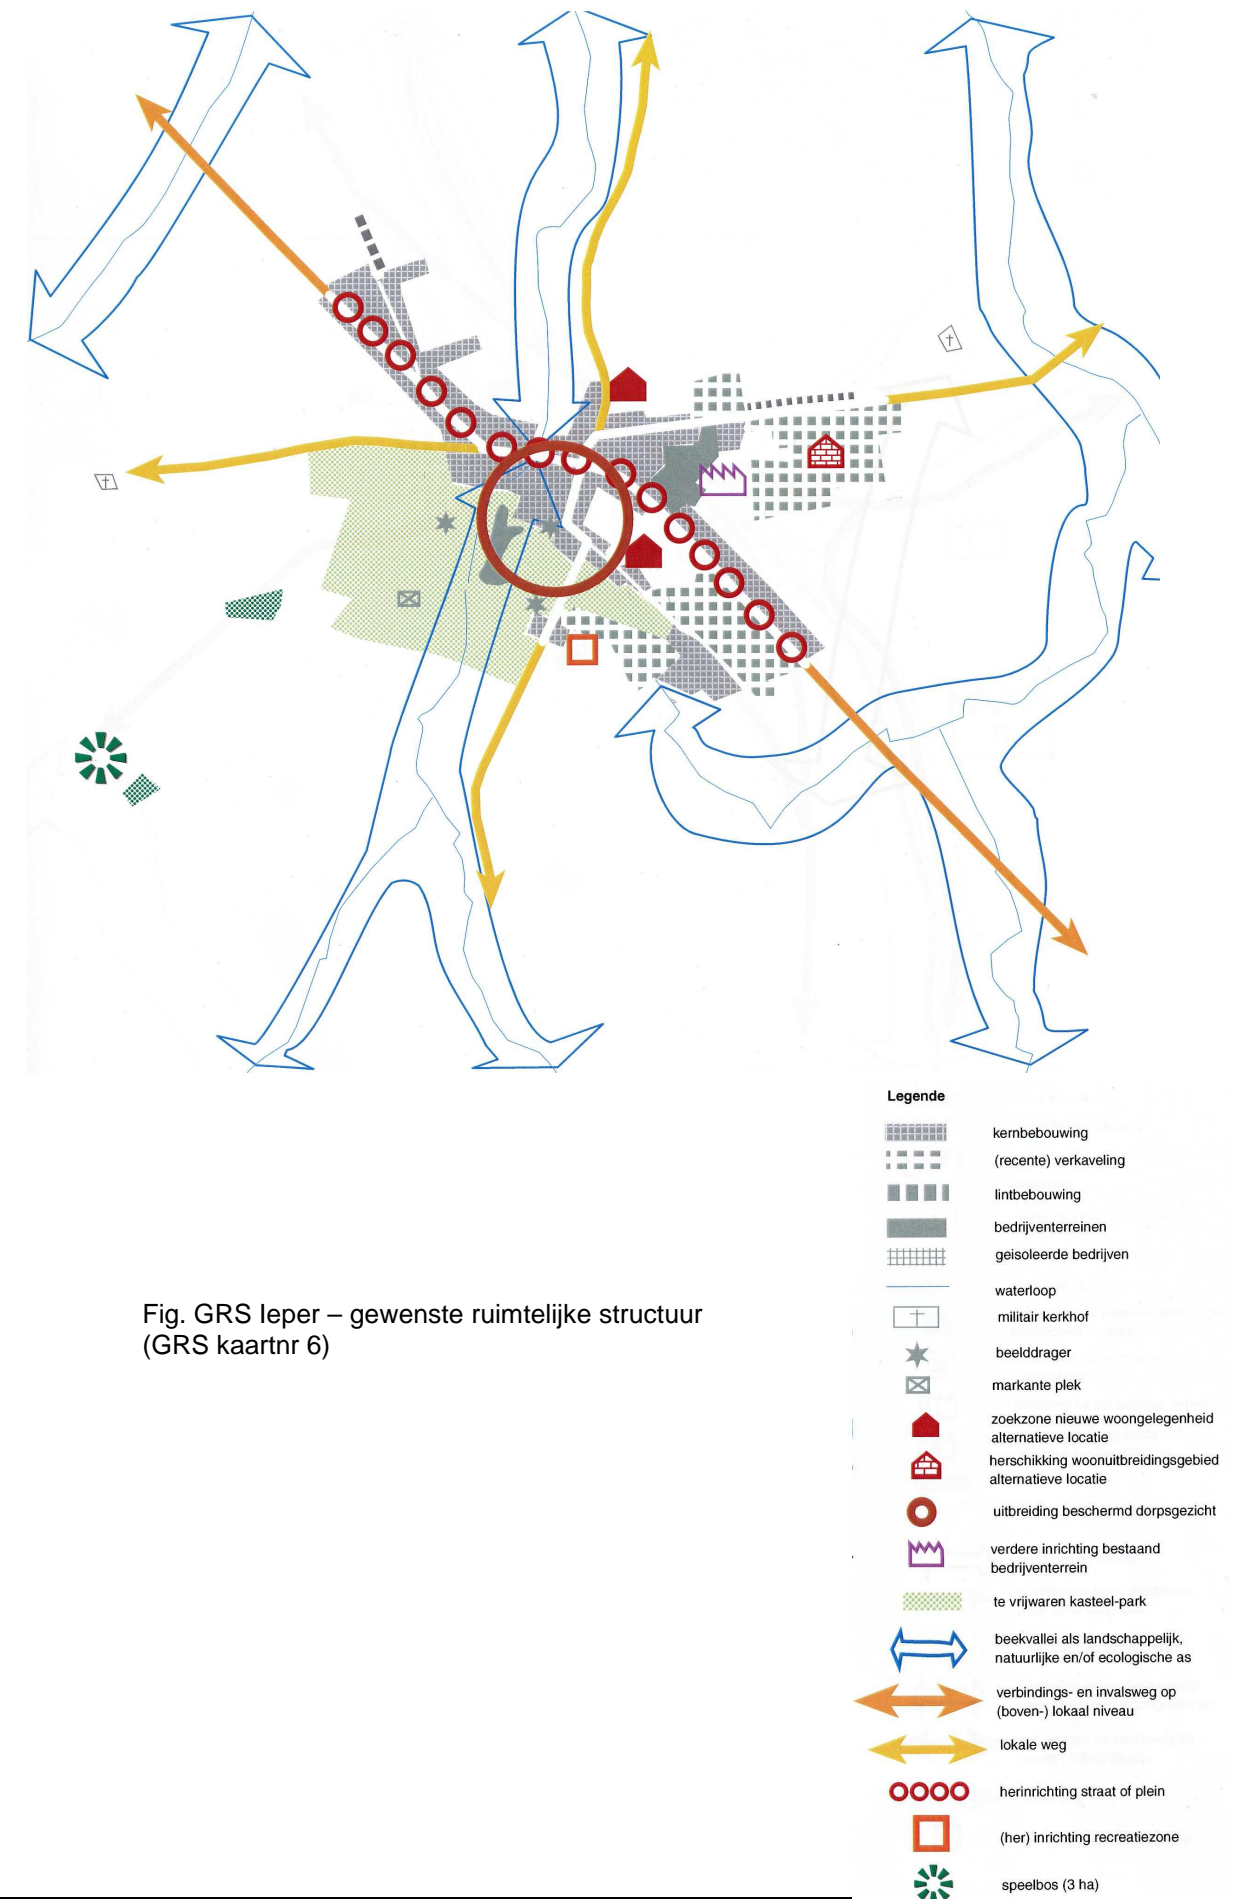 Legende
kernbebouwing
(recente) verkaveling
lintbebouwing
bedrijventerreinen
geisoleerde bedrijven
waterloop
militair kerkhof
beelddrager
markante plek
zoekzone nieuwe woongelegenheid
alternatieve locatie
herschikking woonuitbreidingsgebied
alternatieve locatie
uitbreiding beschermd dorpsgezicht
verdere inrichting bestaand
bedrijventerrein
te vrijwaren kasteel-park
beekvallei als landschappelijk,
natuurlijke en/of ecologische as
verbindings- en invalsweg op
(boven-) lokaal niveau
lokale weg
herinrichting straat of plein
(her) inrichting recreatiezone
speelbos (3 ha)
Fig. GRS Ieper – gewenste ruimtelijke structuur
(GRS kaartnr 6)